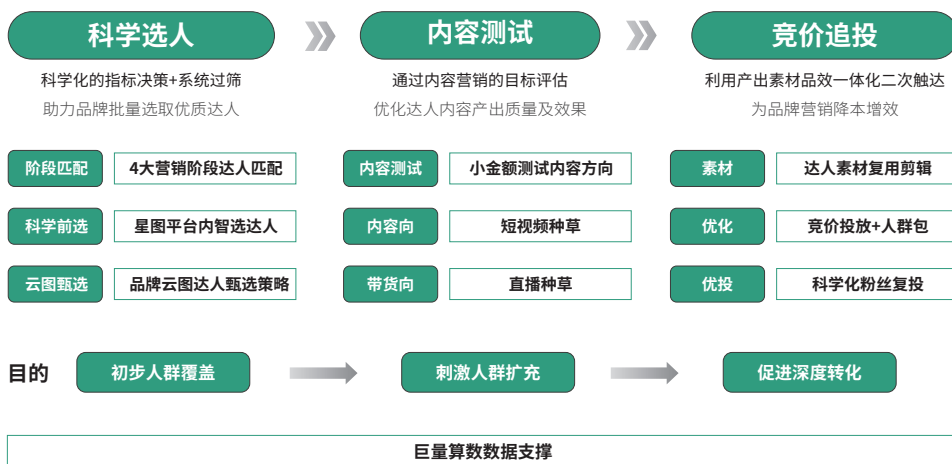 科学选人
内容测试
竞价追投
科学化的指标决策+系统过筛
助力品牌批量选取优质达人
通过内容营销的目标评估
优化达人内容产出质量及效果
利用产出素材品效一体化二次触达
为品牌营销降本增效
阶段匹配 4大营销阶段达人匹配
科学前选 星图平台内智选达人
云图甄选 品牌云图达人甄选策略
内容测试 小金额测试内容方向
内容向 短视频种草
带货向 直播种草
素材 达人素材复用剪辑
优化 竞价投放+人群包
优投 科学化粉丝复投
目的 初步人群覆盖 刺激人群扩充 促进深度转化
巨量算数数据支撑